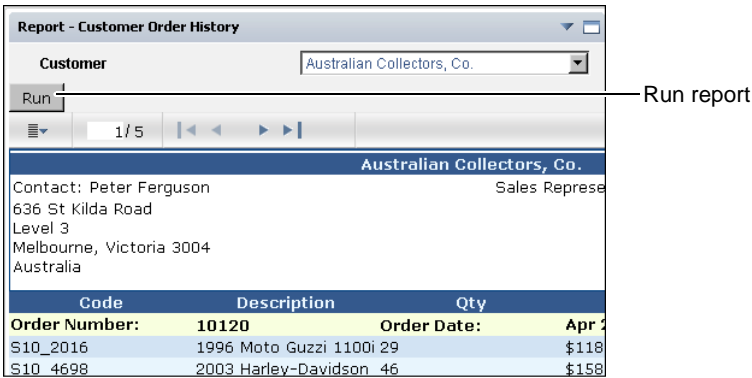 Report - Customer Order History
Customer Australian Collectors, Co.
Run Run report
1/ 5
Australian Collectors, Co.
Contact: Peter Ferguson Sales Represe
636 St Kilda Road
Level 3
Melbourne, Victoria 3004
Australia
Code Description Qty
Order Number: 10120 Order Date: Apr 2
S10_2016 1996 Moto Guzzi 1100i 29 $118
S10_4698 2003 Harley-Davidson 46 $158